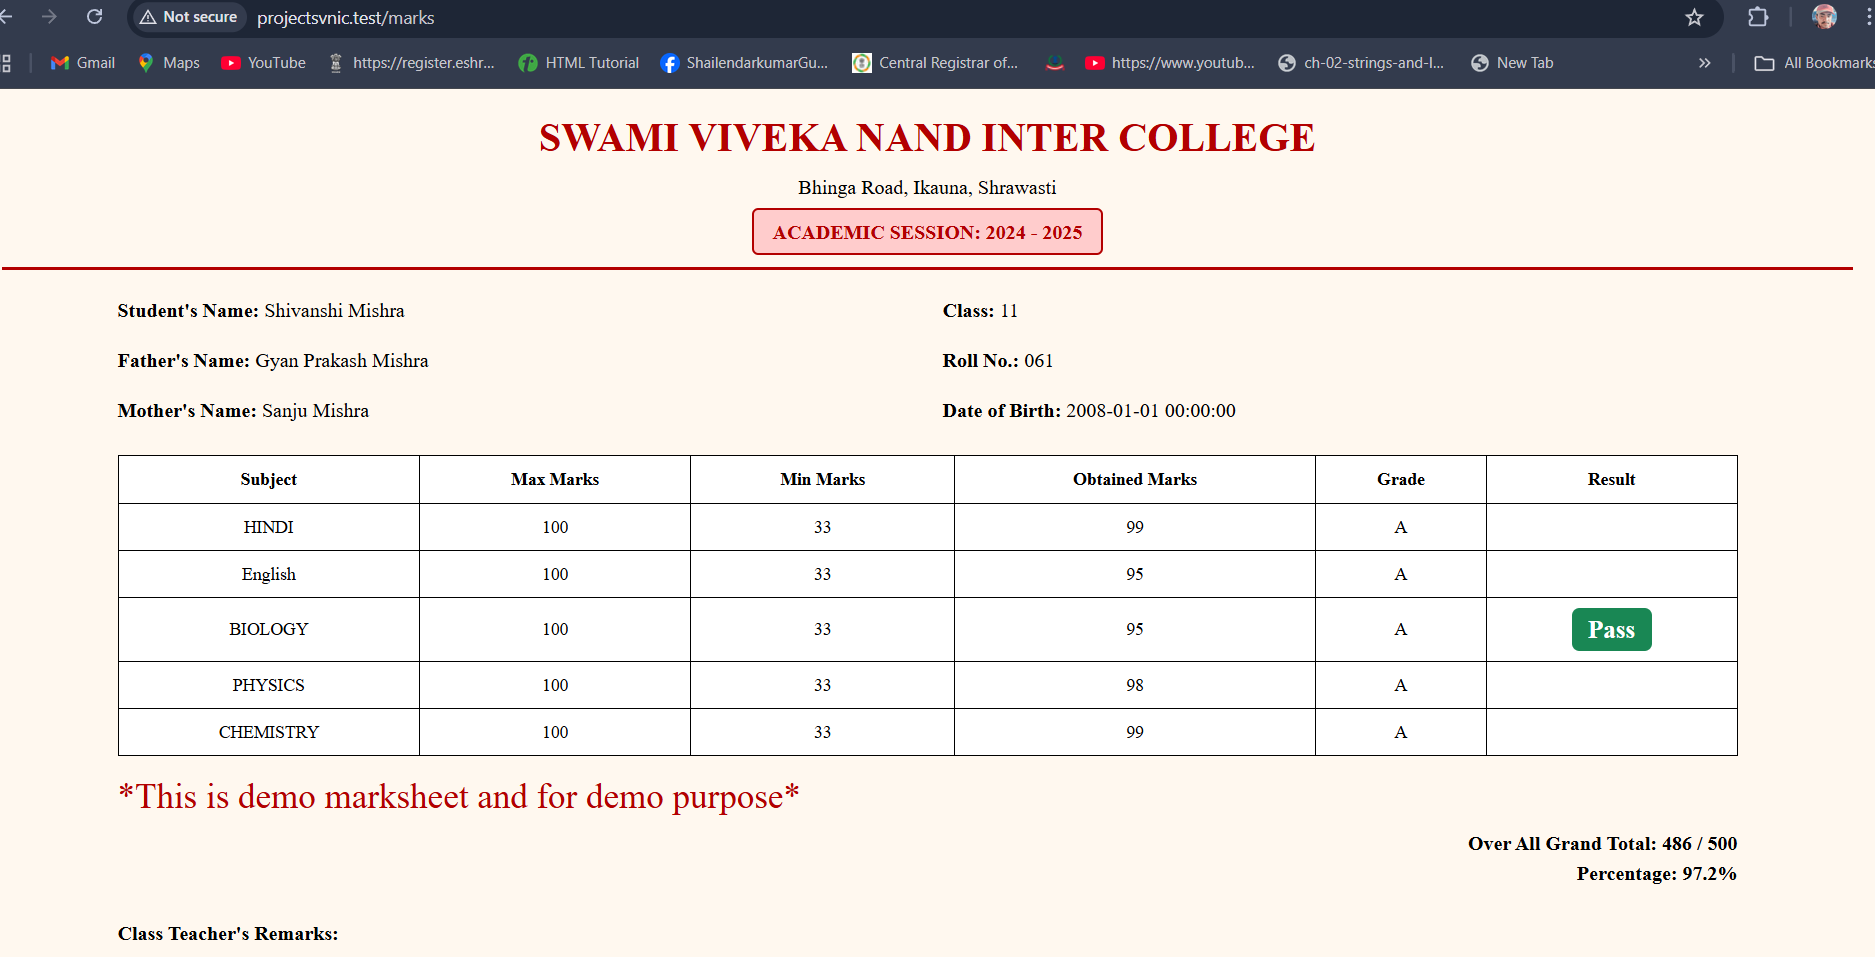 Not secure projectsvnic.test/marks
Gmail Maps YouTube https://register.eshr... HTML Tutorial ShailendarkumarGu... Central Registrar of... https://www.youtub... ch-02-strings-and-l... New Tab » All Bookmarks
SWAMI VIVEKA NAND INTER COLLEGE
Bhinga Road, Ikauna, Shrawasti
ACADEMIC SESSION: 2024 - 2025
Student's Name: Shivanshi Mishra Class: 11
Father's Name: Gyan Prakash Mishra Roll No.: 061
Mother's Name: Sanju Mishra Date of Birth: 2008-01-01 00:00:00
Subject Max Marks Min Marks Obtained Marks Grade Result
HINDI 100 33 99 A
English 100 33 95 A
BIOLOGY 100 33 95 A Pass
PHYSICS 100 33 98 A
CHEMISTRY 100 33 99 A
*This is demo marksheet and for demo purpose*
Over All Grand Total: 486 / 500
Percentage: 97.2%
Class Teacher's Remarks: